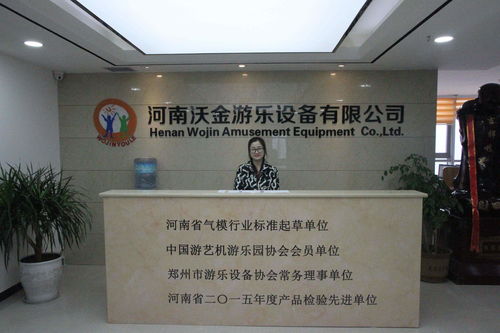 河南沃金游乐设备有限公司
Henan Wojin Amusement Equipment Co.,Ltd.
WOJINYOULE
河南省气模行业标准起草单位
中国游艺机游乐园协会会员单位
郑州市游乐设备协会常务理事单位
河南省二〇一五年度产品检验先进单位